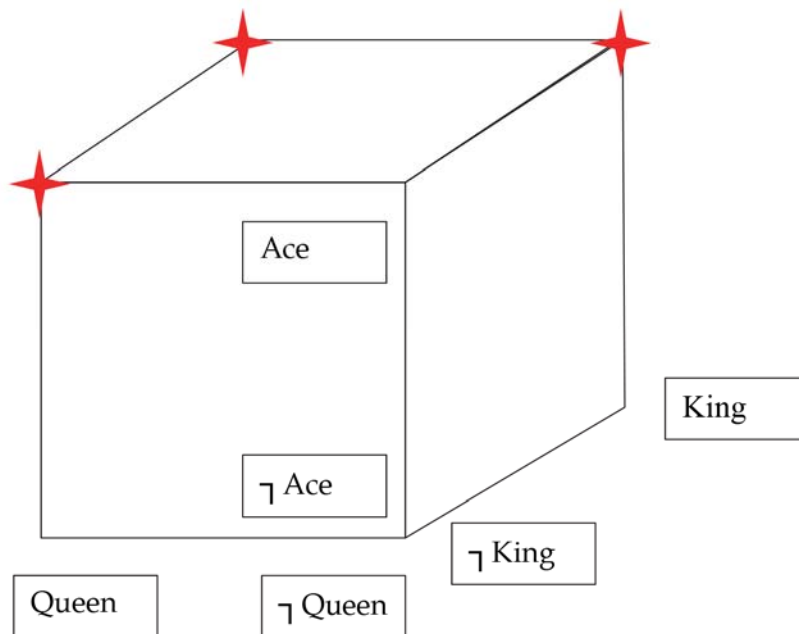 Ace
King
┐ Ace
┐ King
Queen
┐ Queen